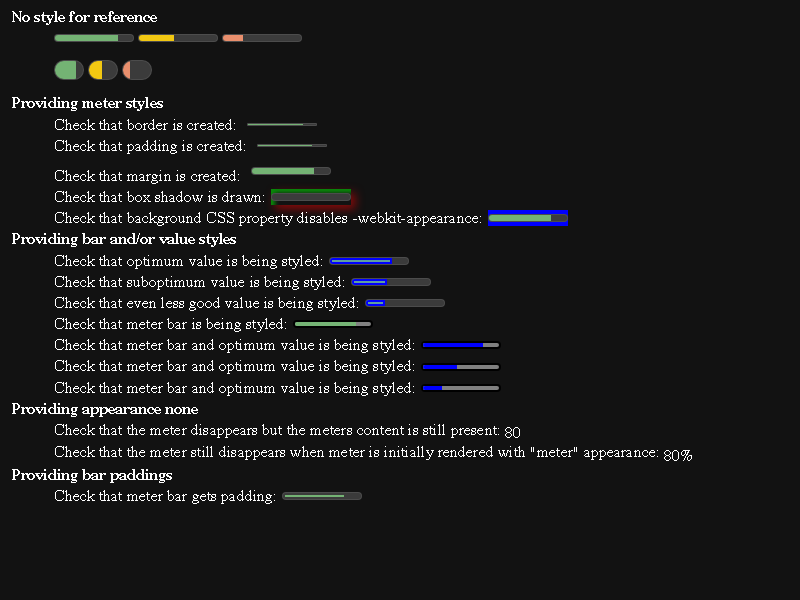 No style for reference
Providing meter styles
Check that border is created:
Check that padding is created:
Check that margin is created:
Check that box shadow is drawn:
Check that background CSS property disables -webkit-appearance:
Providing bar and/or value styles
Check that optimum value is being styled:
Check that suboptimum value is being styled:
Check that even less good value is being styled:
Check that meter bar is being styled:
Check that meter bar and optimum value is being styled:
Check that meter bar and optimum value is being styled:
Check that meter bar and optimum value is being styled:
Providing appearance none
Check that the meter disappears but the meters content is still present: 80
Check that the meter still disappears when meter is initially rendered with "meter" appearance: 80%
Providing bar paddings
Check that meter bar gets padding: